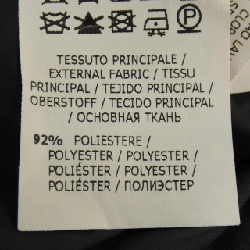 TESSUTO PRINCIPALE /
EXTERNAL FABRIC / TISSU
PRINCIPAL / TEJIDO PRINCIPAL /
OBERSTOFF / TECIDO PRINCIPAL
/ ОСНОВНАЯ ТКАНЬ
92% POLIESTERE /
POLYESTER / POLYESTER /
POLIÉSTER / POLYESTER /
POLIÉSTER / ПОЛИЭСТЕР